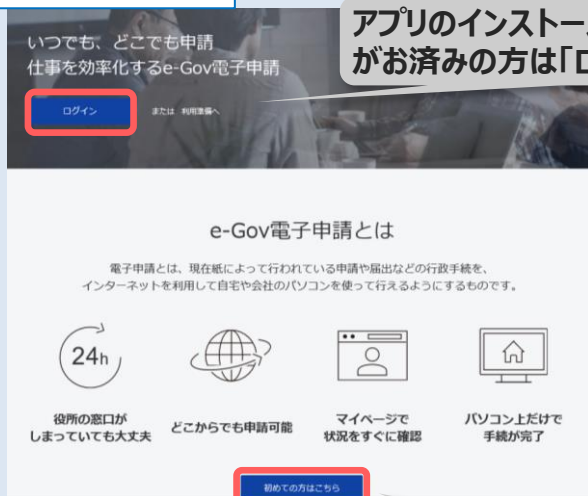 アプリのインストー
がお済みの方は「ロ
いつでも、どこでも申請
仕事を効率化するe-Gov電子申請
ログイン
または 利用準備へ
e-Gov電子申請とは
電子申請とは、現在紙によって行われている申請や届出などの行政手続を、
インターネットを利用して自宅や会社のパソコンを使って行えるようにするものです。
24h
役所の窓口が
しまっていても大丈夫
どこからでも申請可能
マイページで
状況をすぐに確認
パソコン上だけで
手続が完了
初めての方はこちら